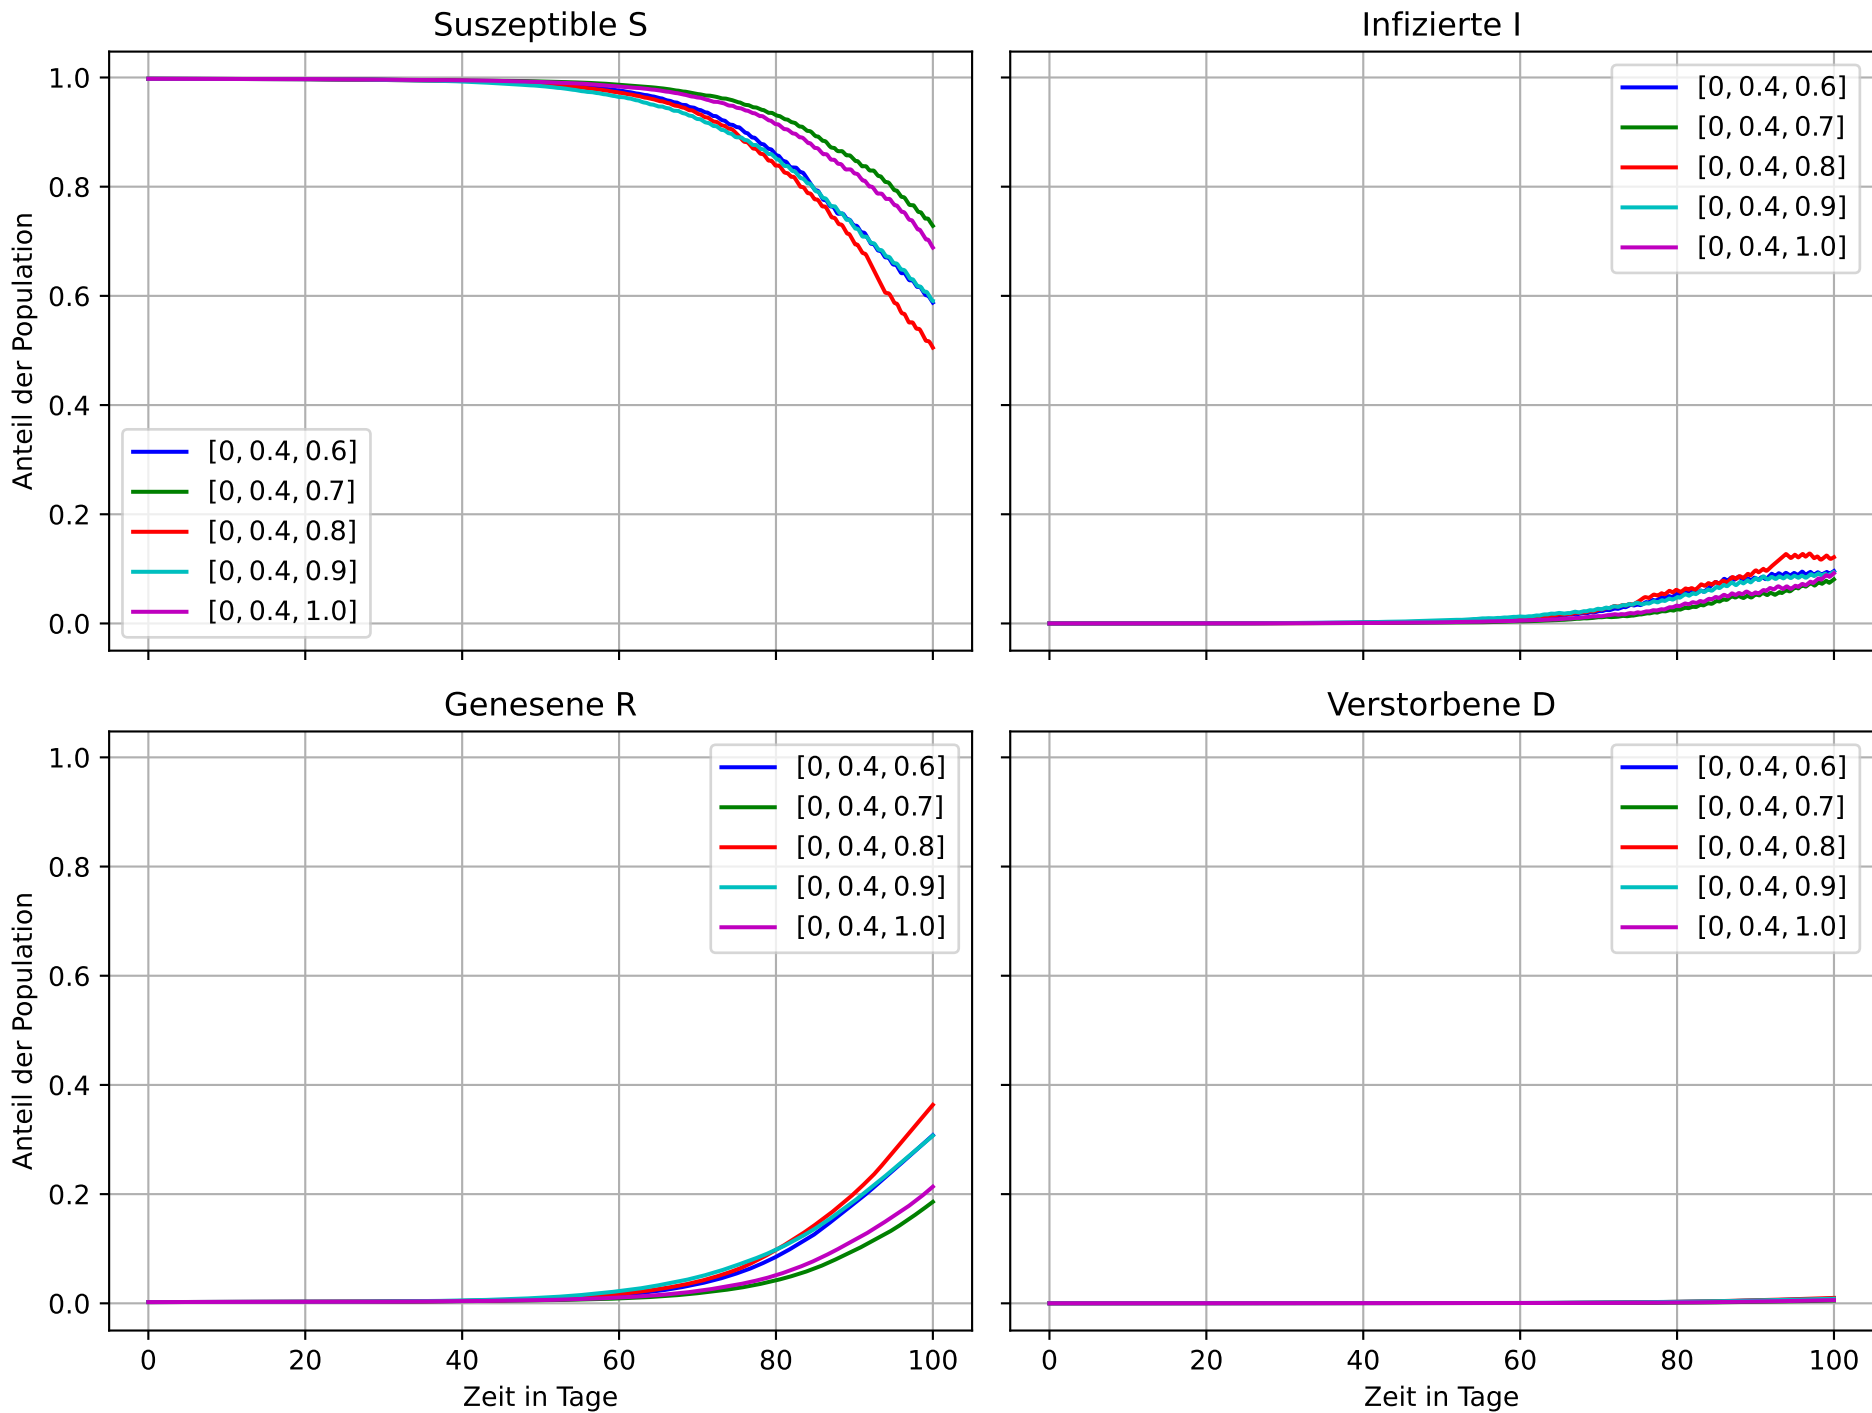 Suszeptible S
Anteil der Population
1.0
0.8
0.6
0.4
0.2
0.0
[0, 0.4, 0.6]
[0, 0.4, 0.7]
[0, 0.4, 0.8]
[0, 0.4, 0.9]
[0, 0.4, 1.0]
Infizierte I
[0, 0.4, 0.6]
[0, 0.4, 0.7]
[0, 0.4, 0.8]
[0, 0.4, 0.9]
[0, 0.4, 1.0]
Genesene R
Anteil der Population
1.0
0.8
0.6
0.4
0.2
0.0
[0, 0.4, 0.6]
[0, 0.4, 0.7]
[0, 0.4, 0.8]
[0, 0.4, 0.9]
[0, 0.4, 1.0]
0 20 40 60 80 100
Zeit in Tage
Verstorbene D
[0, 0.4, 0.6]
[0, 0.4, 0.7]
[0, 0.4, 0.8]
[0, 0.4, 0.9]
[0, 0.4, 1.0]
0 20 40 60 80 100
Zeit in Tage